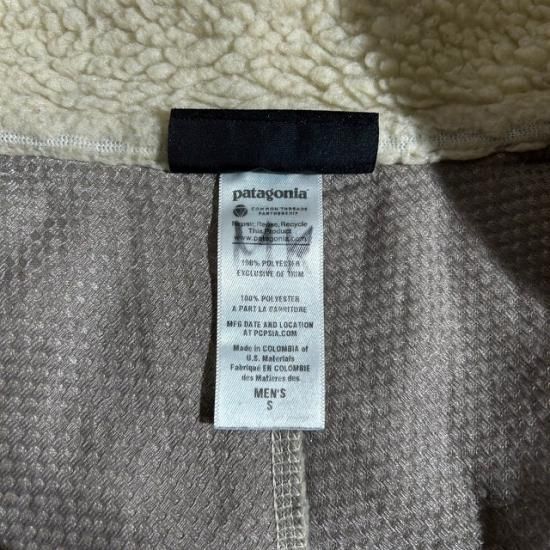 patagonia
COMMON THREADS
PARTNERSHIP
Repair, Reuse, Recycle
This Product
www.patagonia.com
100% POLYESTER
EXCLUSIVE OF TRIM
100% POLYESTER
A PART LA GARNITURE
MFG DATE AND LOCATION
AT PCPSIA.COM
Made in COLOMBIA of
U.S. Materials
Fabriqué EN COLOMBIE
des Matières des
MEN'S
S